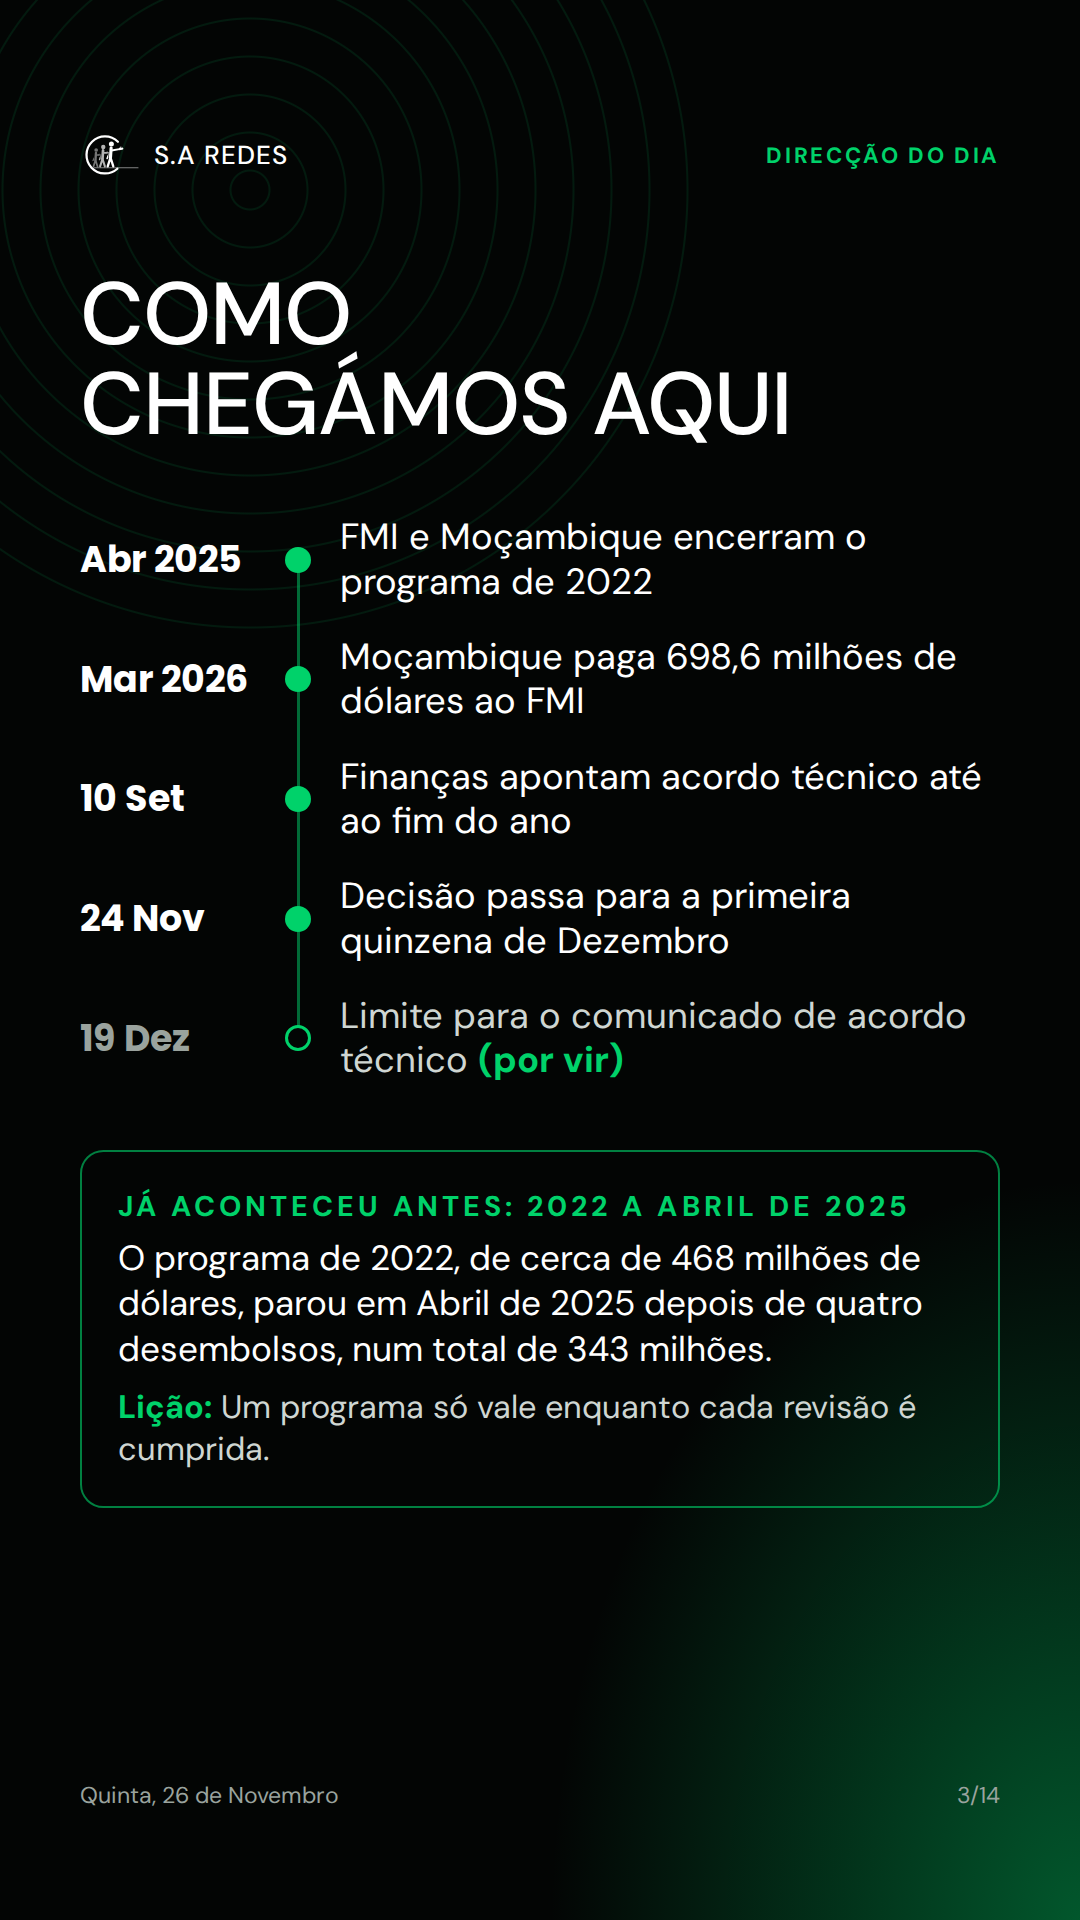 S.A REDES
DIRECÇÃO DO DIA
COMO
CHEGÁMOS AQUI
Abr 2025
FMI e Moçambique encerram o
programa de 2022
Mar 2026
Moçambique paga 698,6 milhões de
dólares ao FMI
10 Set
Finanças apontam acordo técnico até
ao fim do ano
24 Nov
Decisão passa para a primeira
quinzena de Dezembro
19 Dez
Limite para o comunicado de acordo
técnico (por vir)
JÁ ACONTECEU ANTES: 2022 A ABRIL DE 2025
O programa de 2022, de cerca de 468 milhões de
dólares, parou em Abril de 2025 depois de quatro
desembolsos, num total de 343 milhões.
Lição: Um programa só vale enquanto cada revisão é
cumprida.
Quinta, 26 de Novembro
3/14